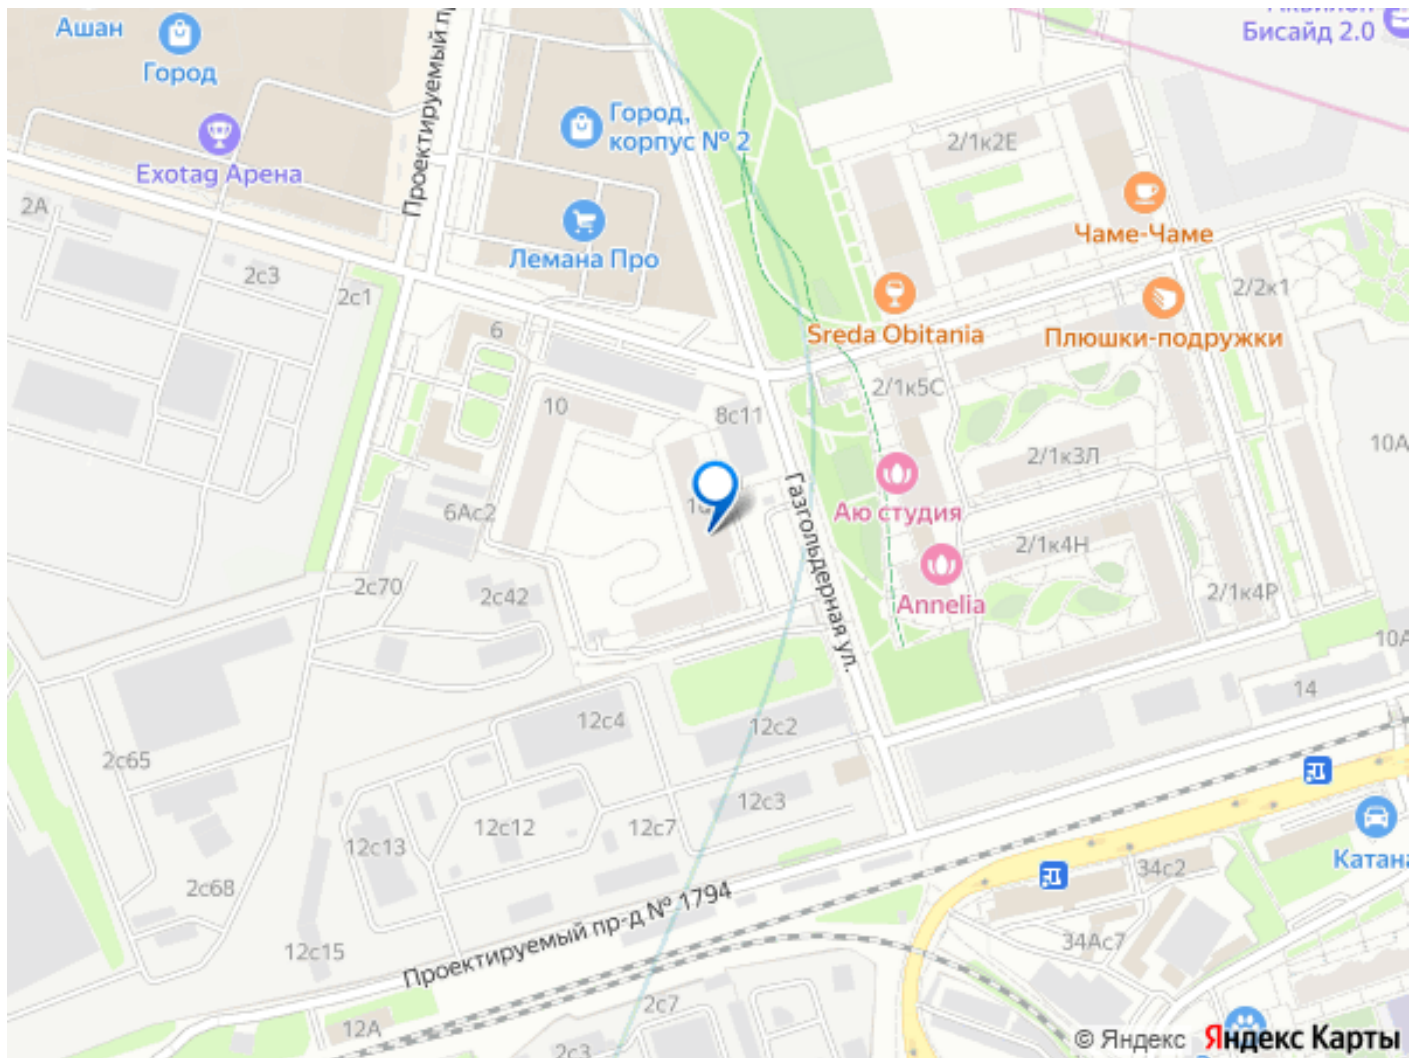 Ашан
Город
Проектируемый пр
Бисайд 2.0
Город,
корпус № 2
2/1к2Е
Exotag Арена
2А
Чаме-Чаме
Лемана Про
2с3
2с1
2/2к1
6
Sreda Obitania
Плюшки-подружки
2/1к5С
10
8с11
10А
2/1к3Л
Газгольдерная ул.
6Ас2
Аю студия
2/1к4Н
2с70
2с42
Annelia
2/1к4Р
10А
14
12с4
12с2
2с65
12с3
12с12
12с7
12с13
Катана
34с2
2с68
Проектируемый пр-д № 1794
34Ас7
12с15
2с7
12А
2с3
© Яндекс Яндекс Карты